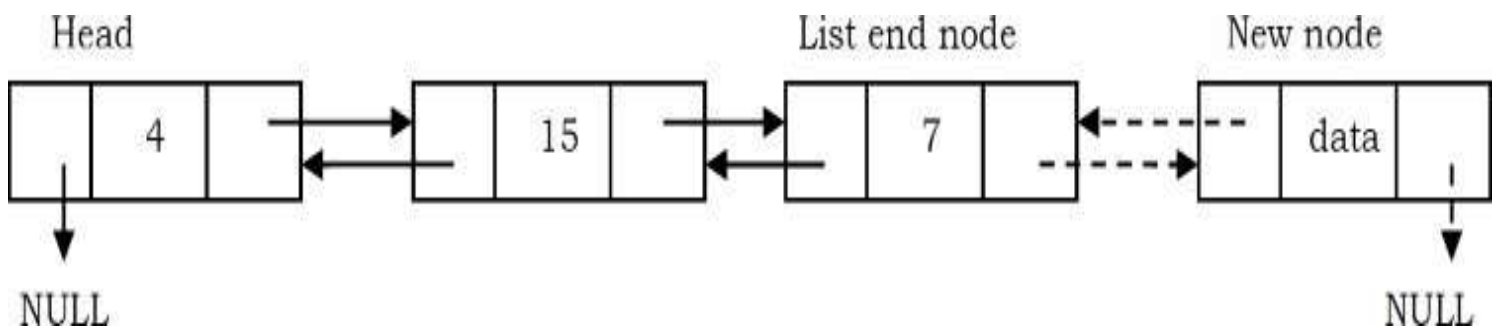 Head List end node New node
4 15 7 data
NULL NULL